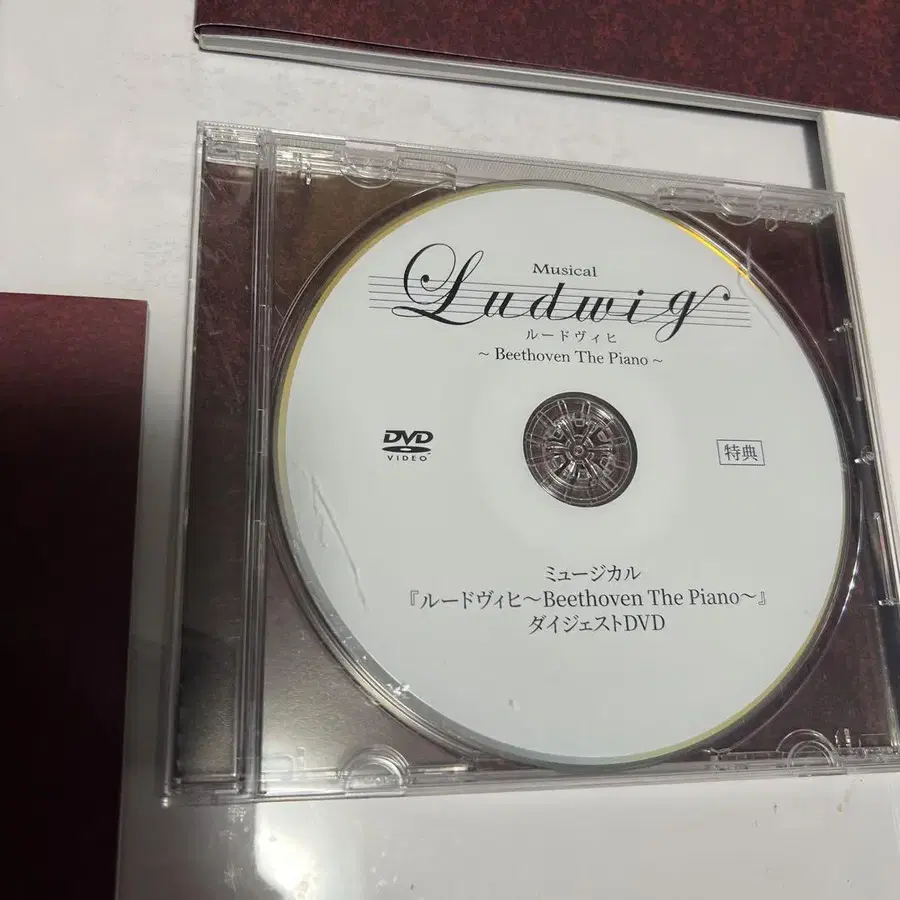 Musical
Ludwig
ルードヴィヒ
~ Beethoven The Piano ~
DVD
VIDEO
特典
ミュージカル
『ルードヴィヒ〜Beethoven The Piano〜』
ダイジェストDVD